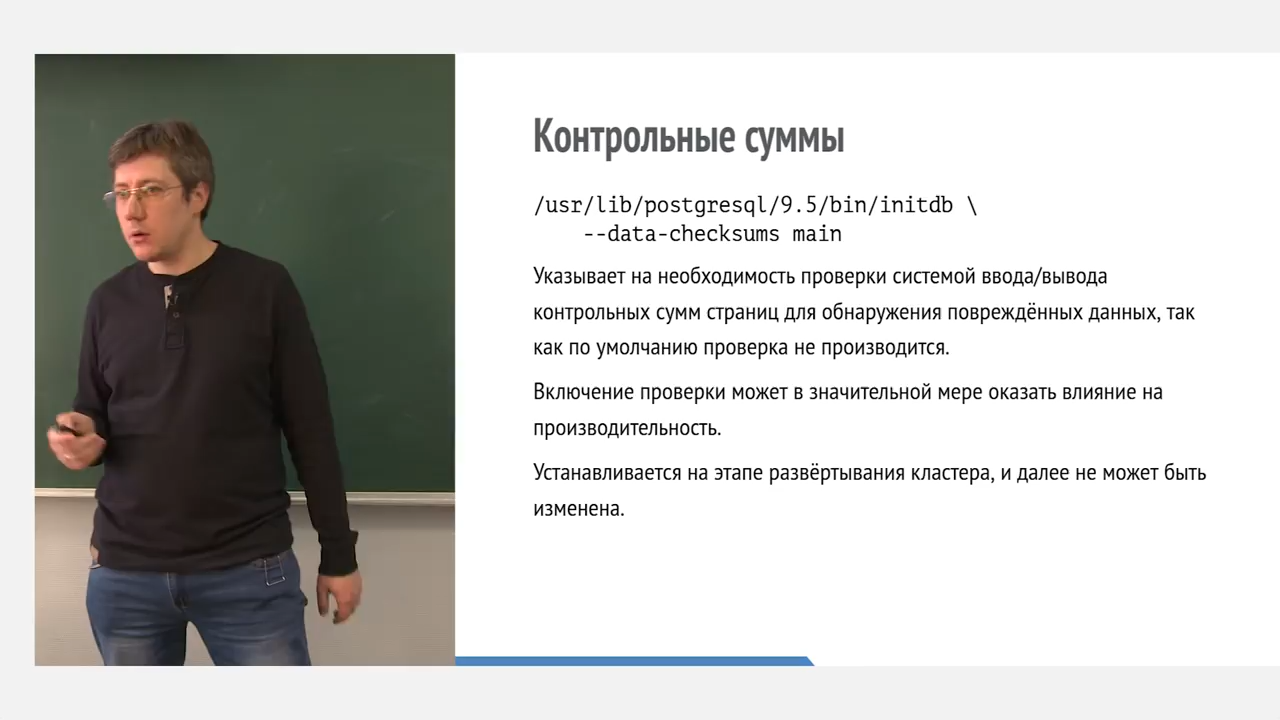 Контрольные суммы
/usr/lib/postgresql/9.5/bin/initdb \
--data-checksums main
Указывает на необходимость проверки системой ввода/вывода
контрольных сумм страниц для обнаружения повреждённых данных, так
как по умолчанию проверка не производится.
Включение проверки может в значительной мере оказать влияние на
производительность.
Устанавливается на этапе развёртывания кластера, и далее не может быть
изменена.